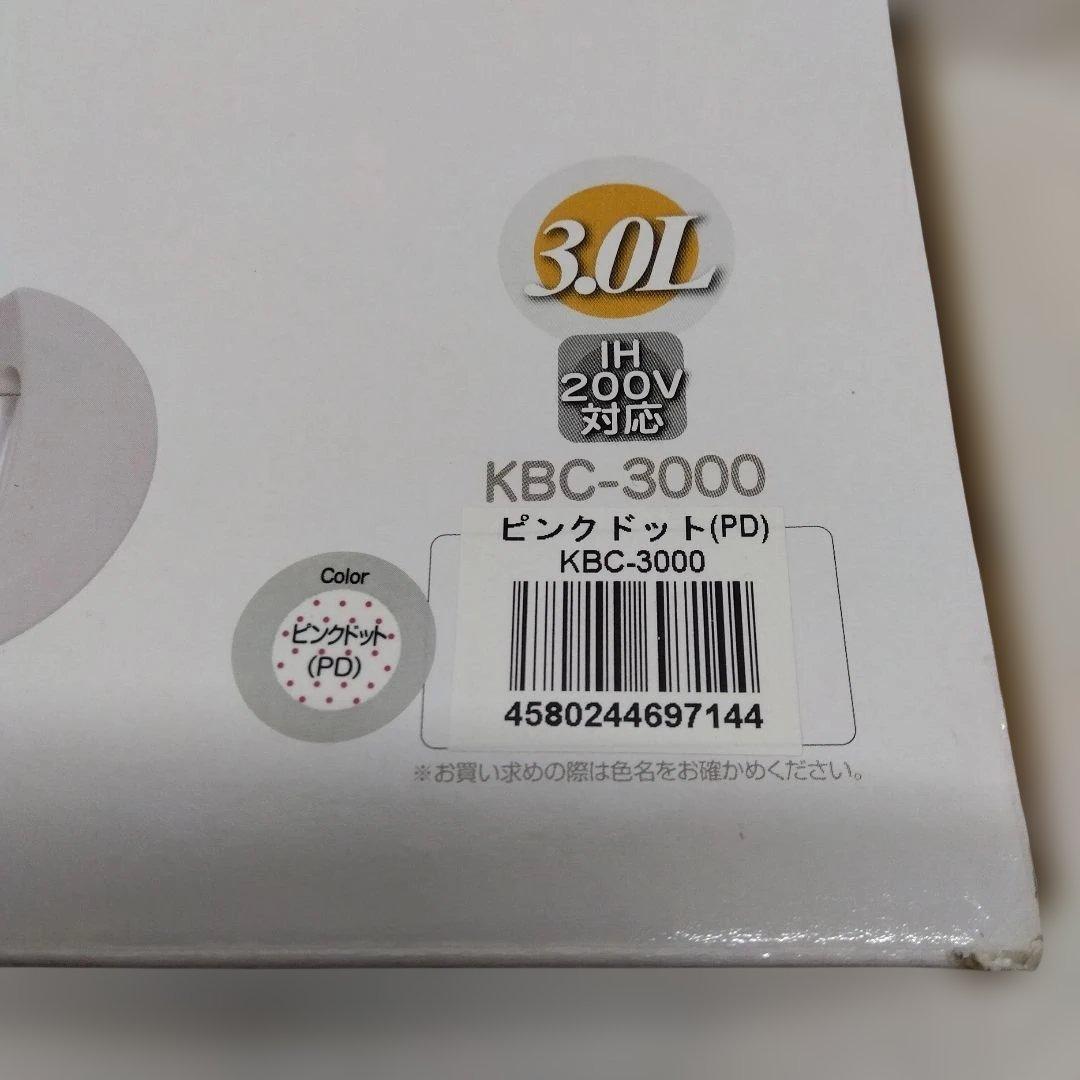 3.0L
IH
200V
対応
KBC-3000
ピンクドット(PD)
KBC-3000
4580244697144
Color
ピンクドット
(PD)
※お買い求めの際は色名をお確かめください。